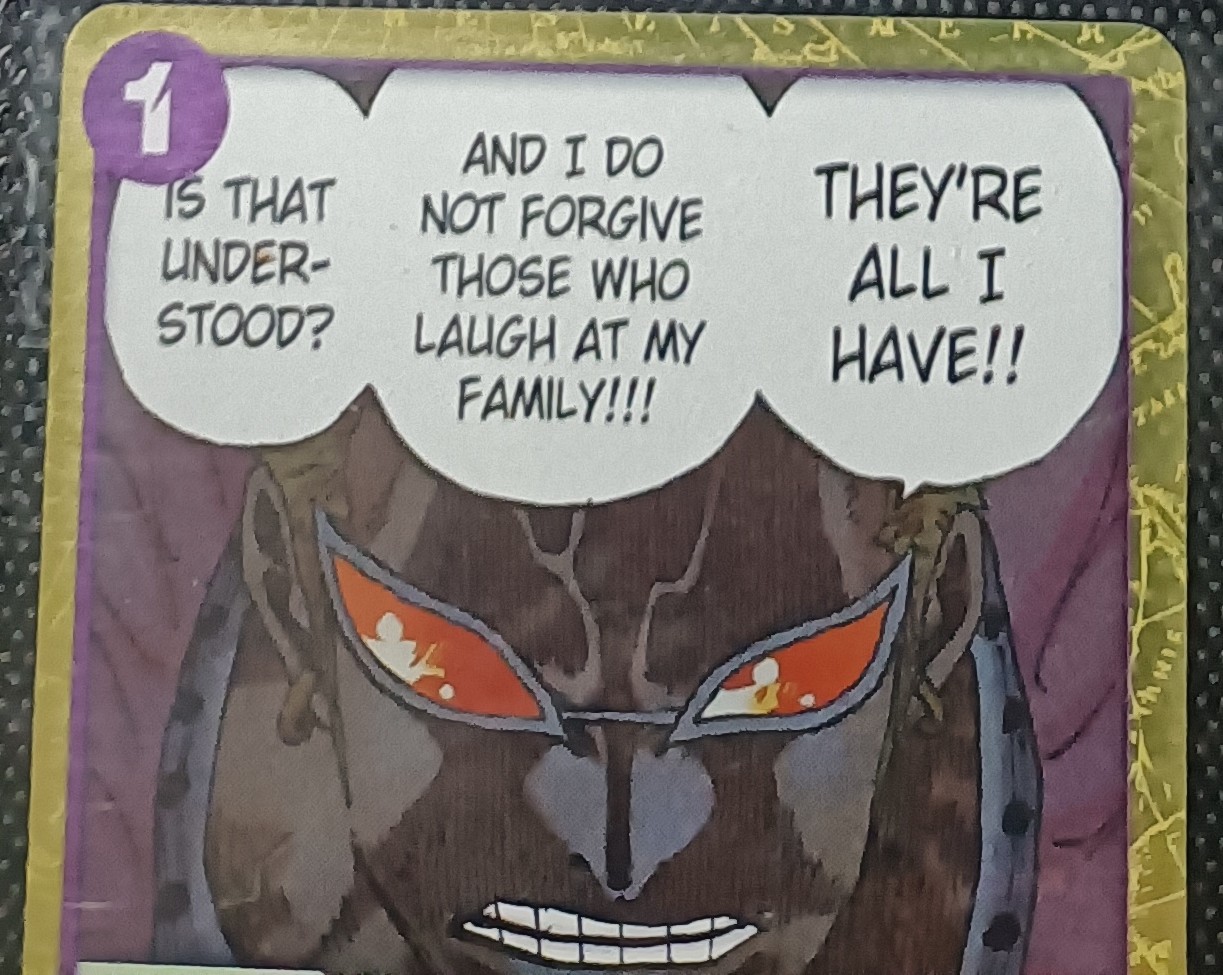 1
THEY'RE
ALL I
HAVE!!
AND I DO
NOT FORGIVE
THOSE WHO
LAUGH AT MY
FAMILY!!!
IS THAT
UNDER-
STOOD?